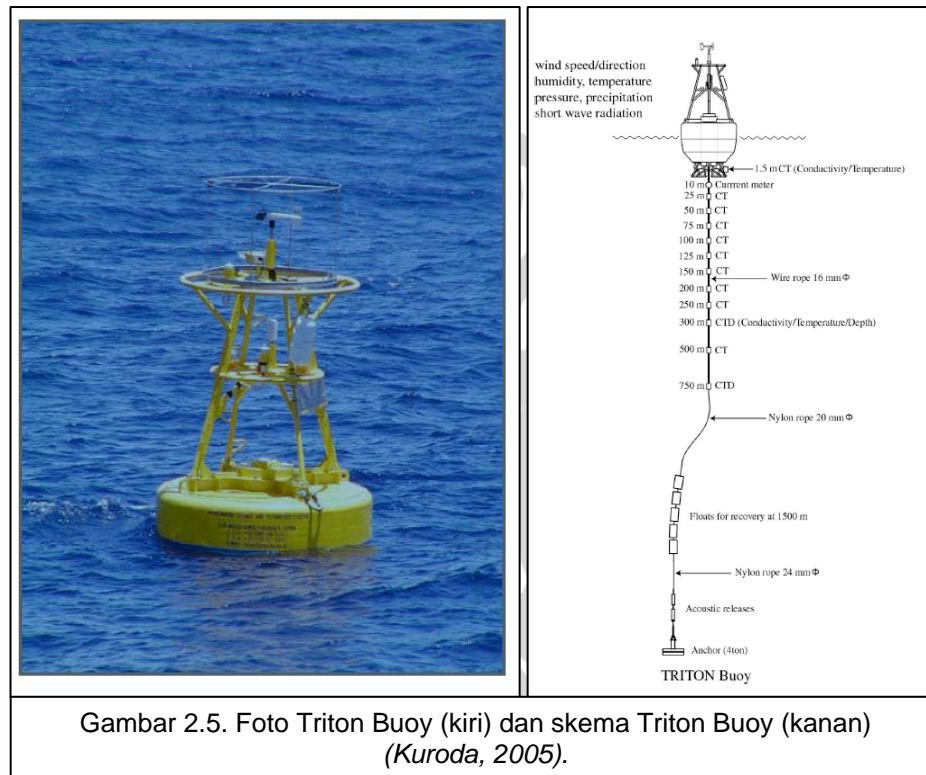 wind speed/direction
humidity, temperature
pressure, precipitation
short wave radiation
1.5 m CT (Conductivity/Temperature)
10 m Currrent meter
25 m CT
50 m CT
75 m CT
100 m CT
125 m CT
150 m CT
Wire rope 16 mm Φ
200 m CT
250 m CT
300 m CTD (Conductivity/Temperature/Depth)
500 m CT
750 m CTD
Nylon rope 20 mm Φ
Floats for recovery at 1500 m
Nylon rope 24 mm Φ
Acoustic releases
Anchor (4ton)
TRITON Buoy
Gambar 2.5. Foto Triton Buoy (kiri) dan skema Triton Buoy (kanan)
(Kuroda, 2005).